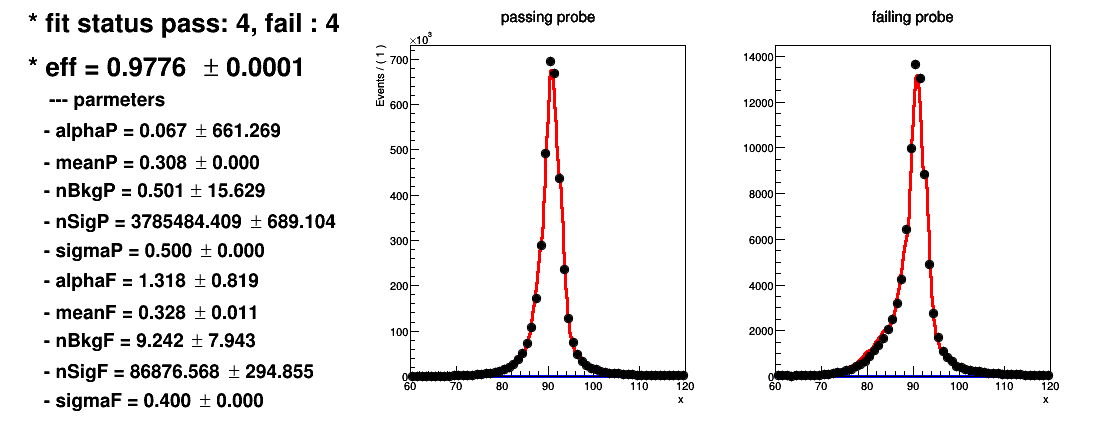 * fit status pass: 4, fail : 4
* eff = 0.9776 ± 0.0001
--- parmeters
- alphaP = 0.067 ± 661.269
- meanP = 0.308 ± 0.000
- nBkgP = 0.501 ± 15.629
- nSigP = 3785484.409 ± 689.104
- sigmaP = 0.500 ± 0.000
- alphaF = 1.318 ± 0.819
- meanF = 0.328 ± 0.011
- nBkgF = 9.242 ± 7.943
- nSigF = 86876.568 ± 294.855
- sigmaF = 0.400 ± 0.000
passing probe
×10³
Events / ( 1 )
700
600
500
400
300
200
100
0
60 70 80 90 100 110 120
x
failing probe
14000
12000
10000
8000
6000
4000
2000
0
60 70 80 90 100 110 120
x